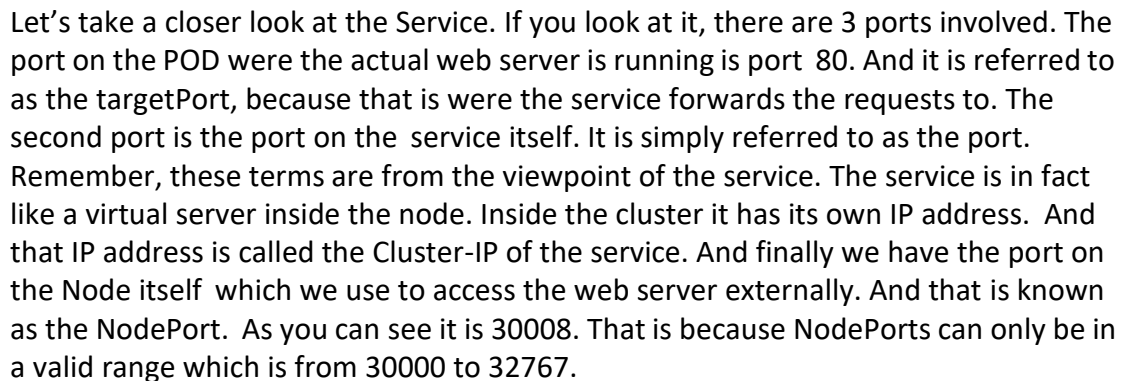 Let’s take a closer look at the Service. If you look at it, there are 3 ports involved. The
port on the POD were the actual web server is running is port  80. And it is referred to
as the targetPort, because that is were the service forwards the requests to. The
second port is the port on the  service itself. It is simply referred to as the port.
Remember, these terms are from the viewpoint of the service. The service is in fact
like a virtual server inside the node. Inside the cluster it has its own IP address.  And
that IP address is called the Cluster-IP of the service. And finally we have the port on
the Node itself  which we use to access the web server externally. And that is known
as the NodePort.  As you can see it is 30008. That is because NodePorts can only be in
a valid range which is from 30000 to 32767.